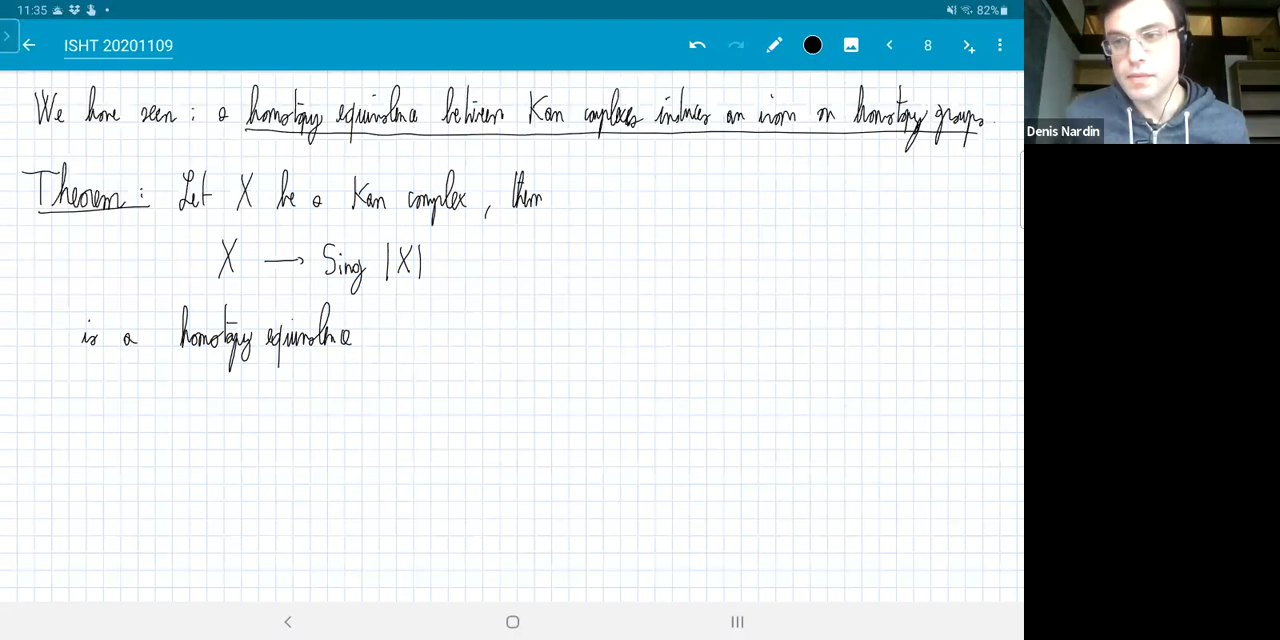 11:35
82%
ISHT 20201109
8
We have seen: a homotopy equivalence between Kan complexes induces an isom on homotopy groups.
Denis Nardin
Theorem: Let X be a Kan complex, then
X → Sing |X|
is a homotopy equivalence